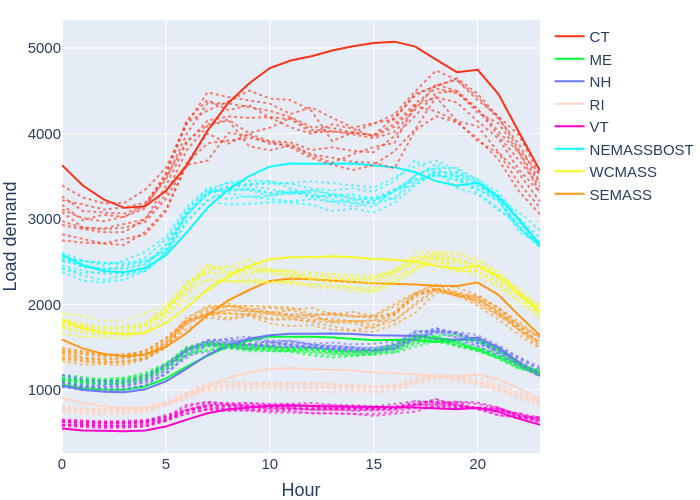 5000
4000
3000
2000
1000
0
5
10
15
20
Load demand
Hour
CT
ME
NH
RI
VT
NEMASSBOST
WCMASS
SEMASS